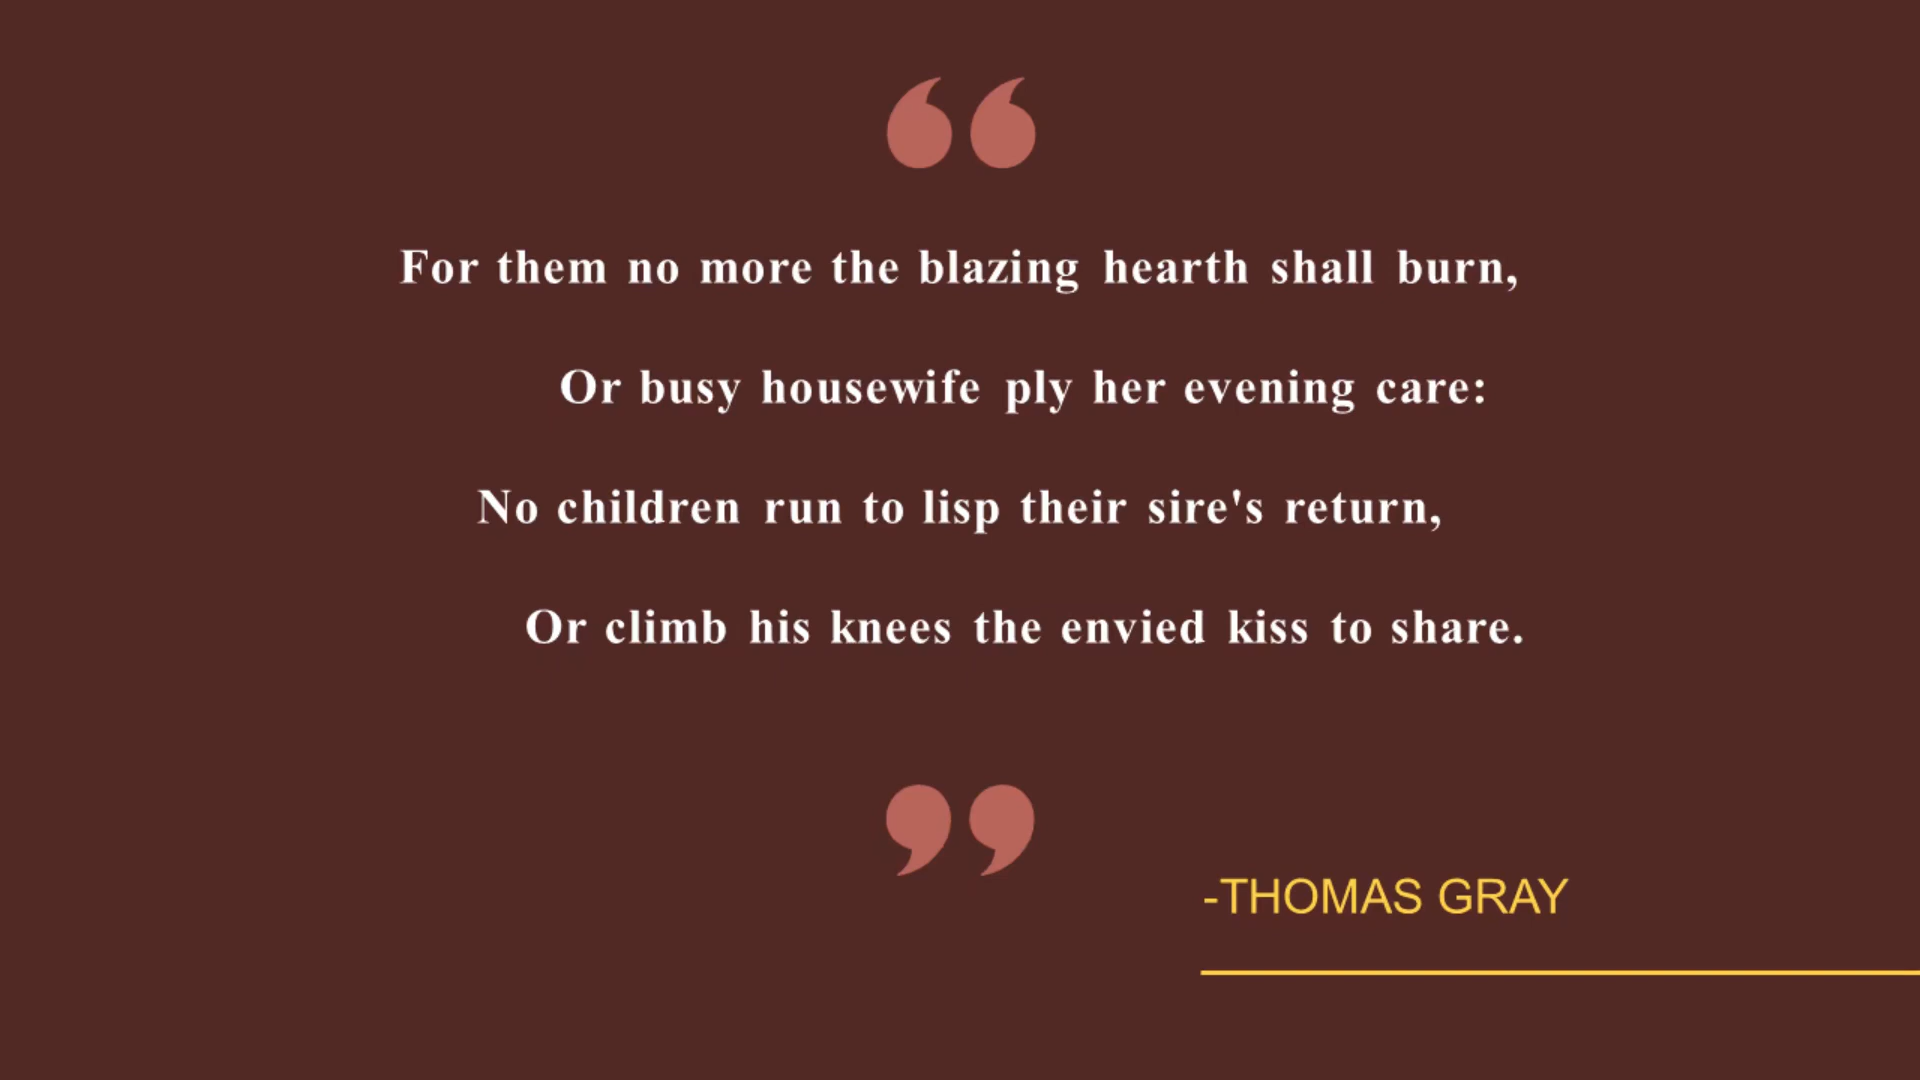 For them no more the blazing hearth shall burn,
Or busy housewife ply her evening care:
No children run to lisp their sire's return,
Or climb his knees the envied kiss to share.
-THOMAS GRAY